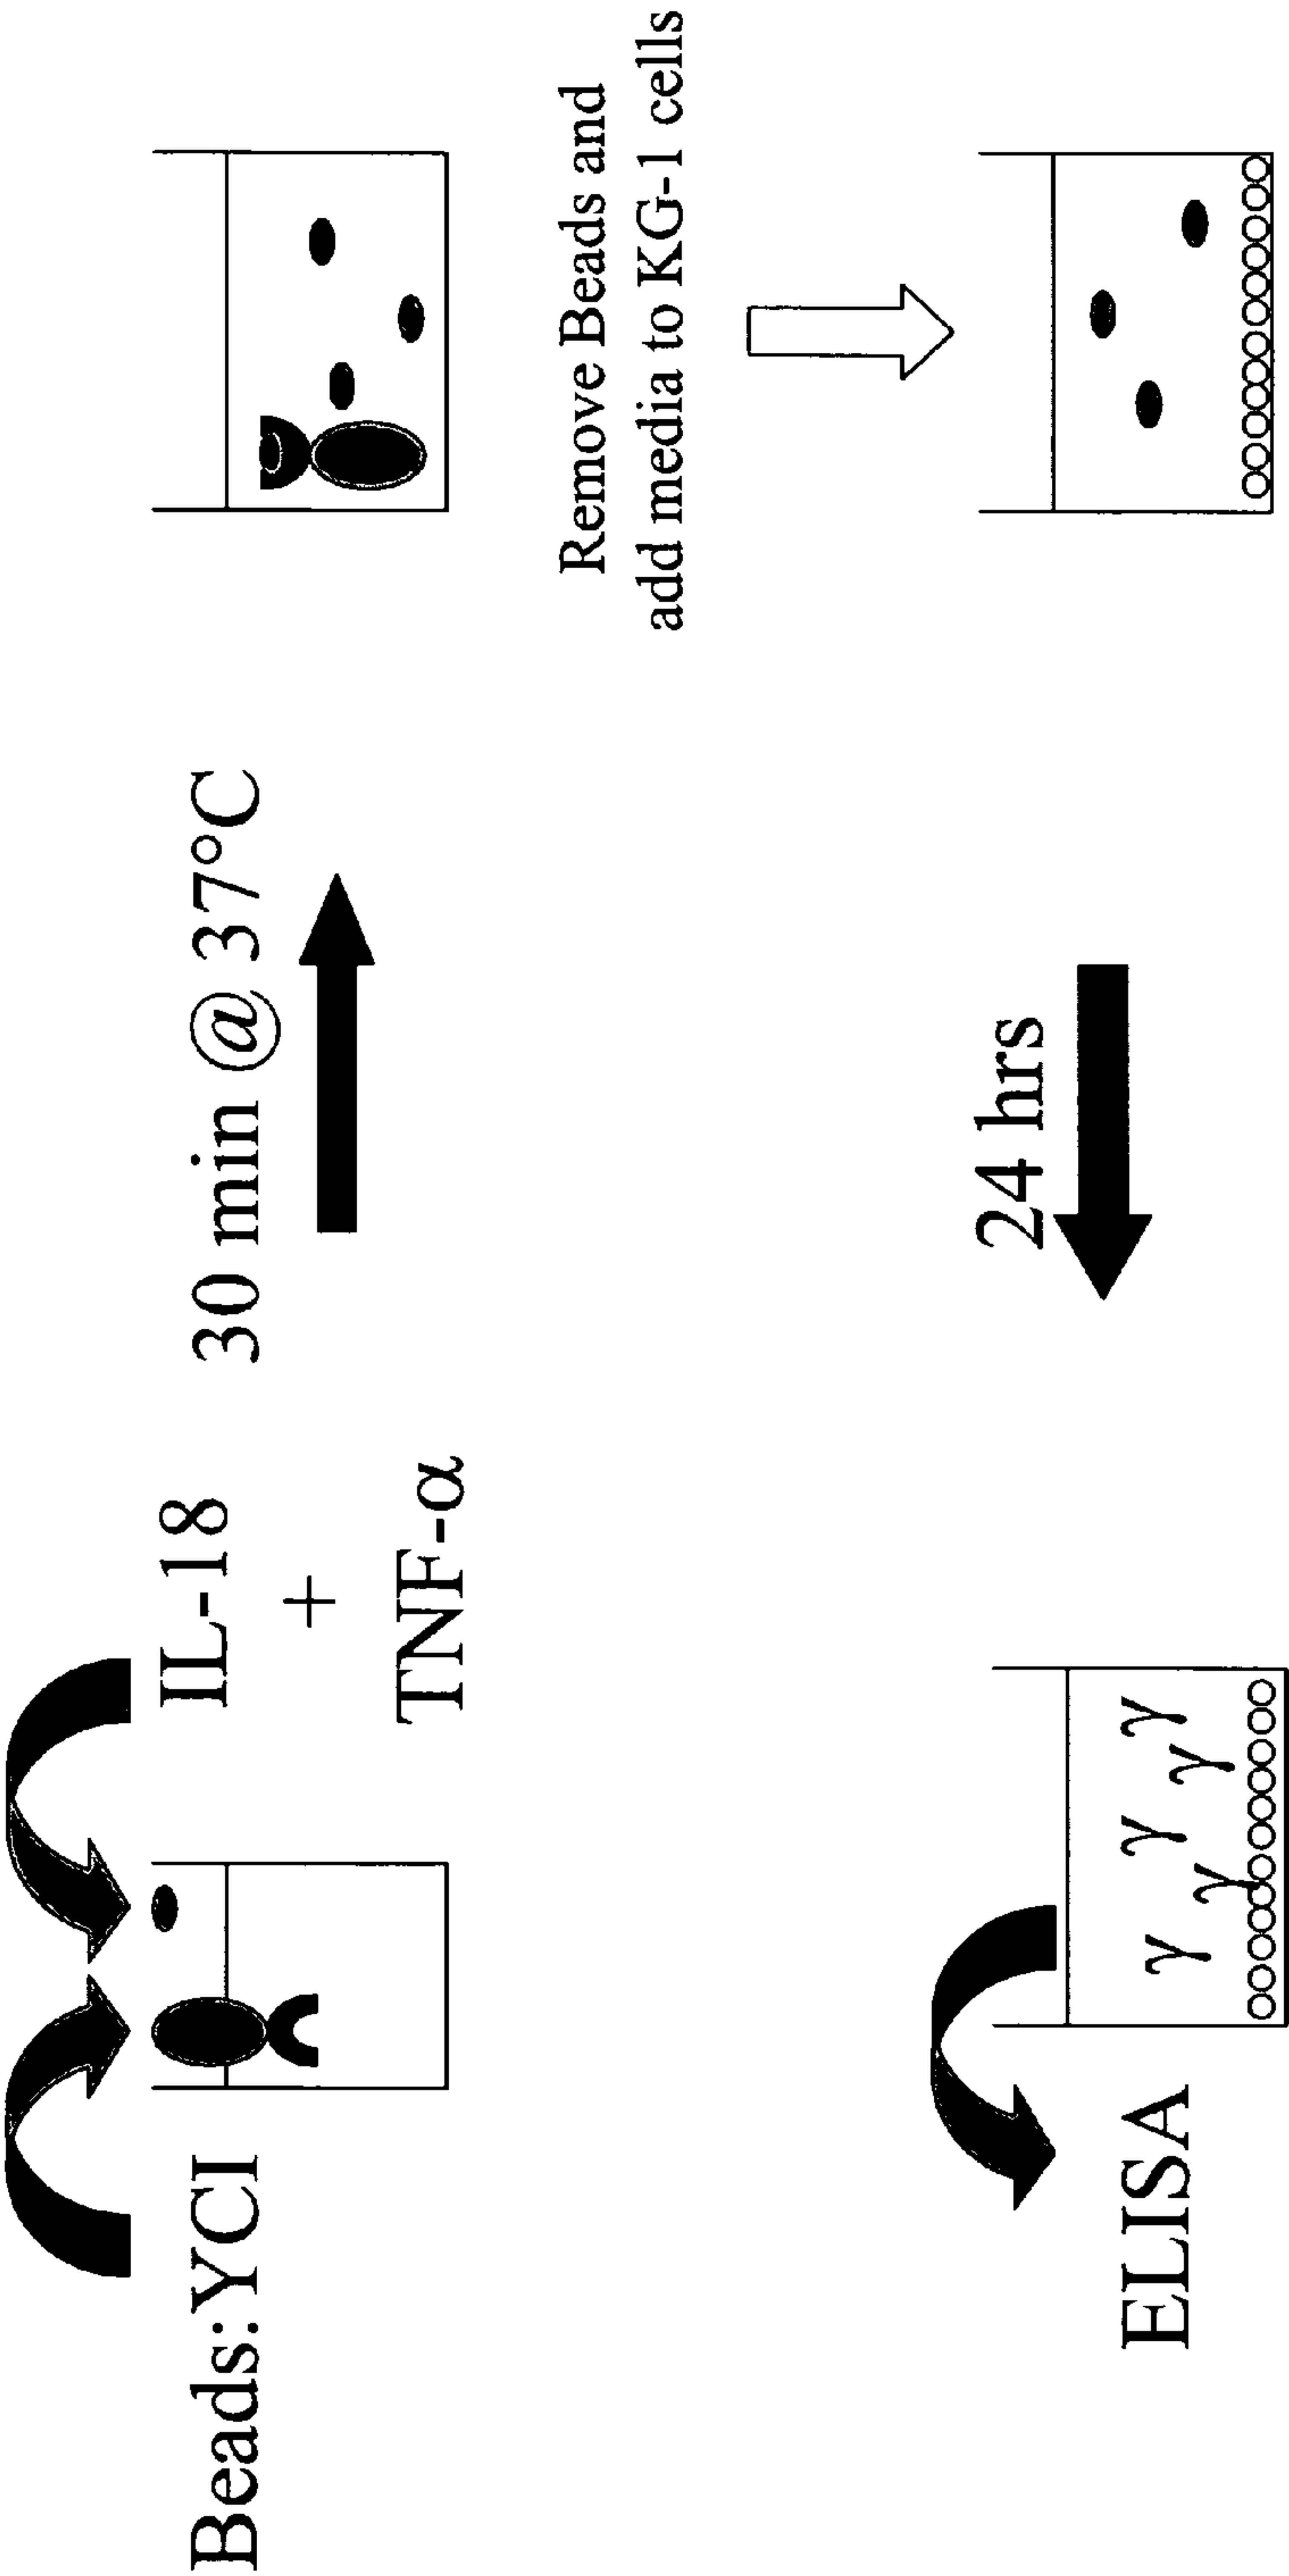 Beads:YCI
IL-18
+
TNF-α
30 min @ 37°C
Remove Beads and
add media to KG-1 cells
24 hrs
γ γ γ γ γ γ
ELISA